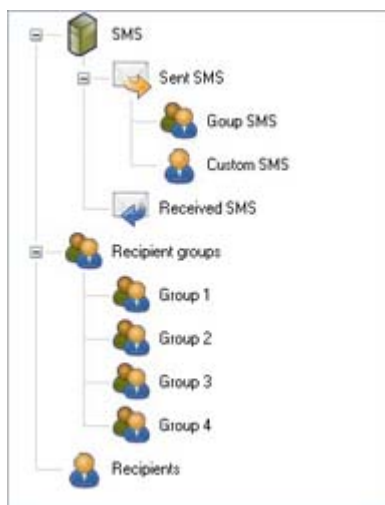 SMS
Sent SMS
Goup SMS
Custom SMS
Received SMS
Recipient groups
Group 1
Group 2
Group 3
Group 4
Recipients